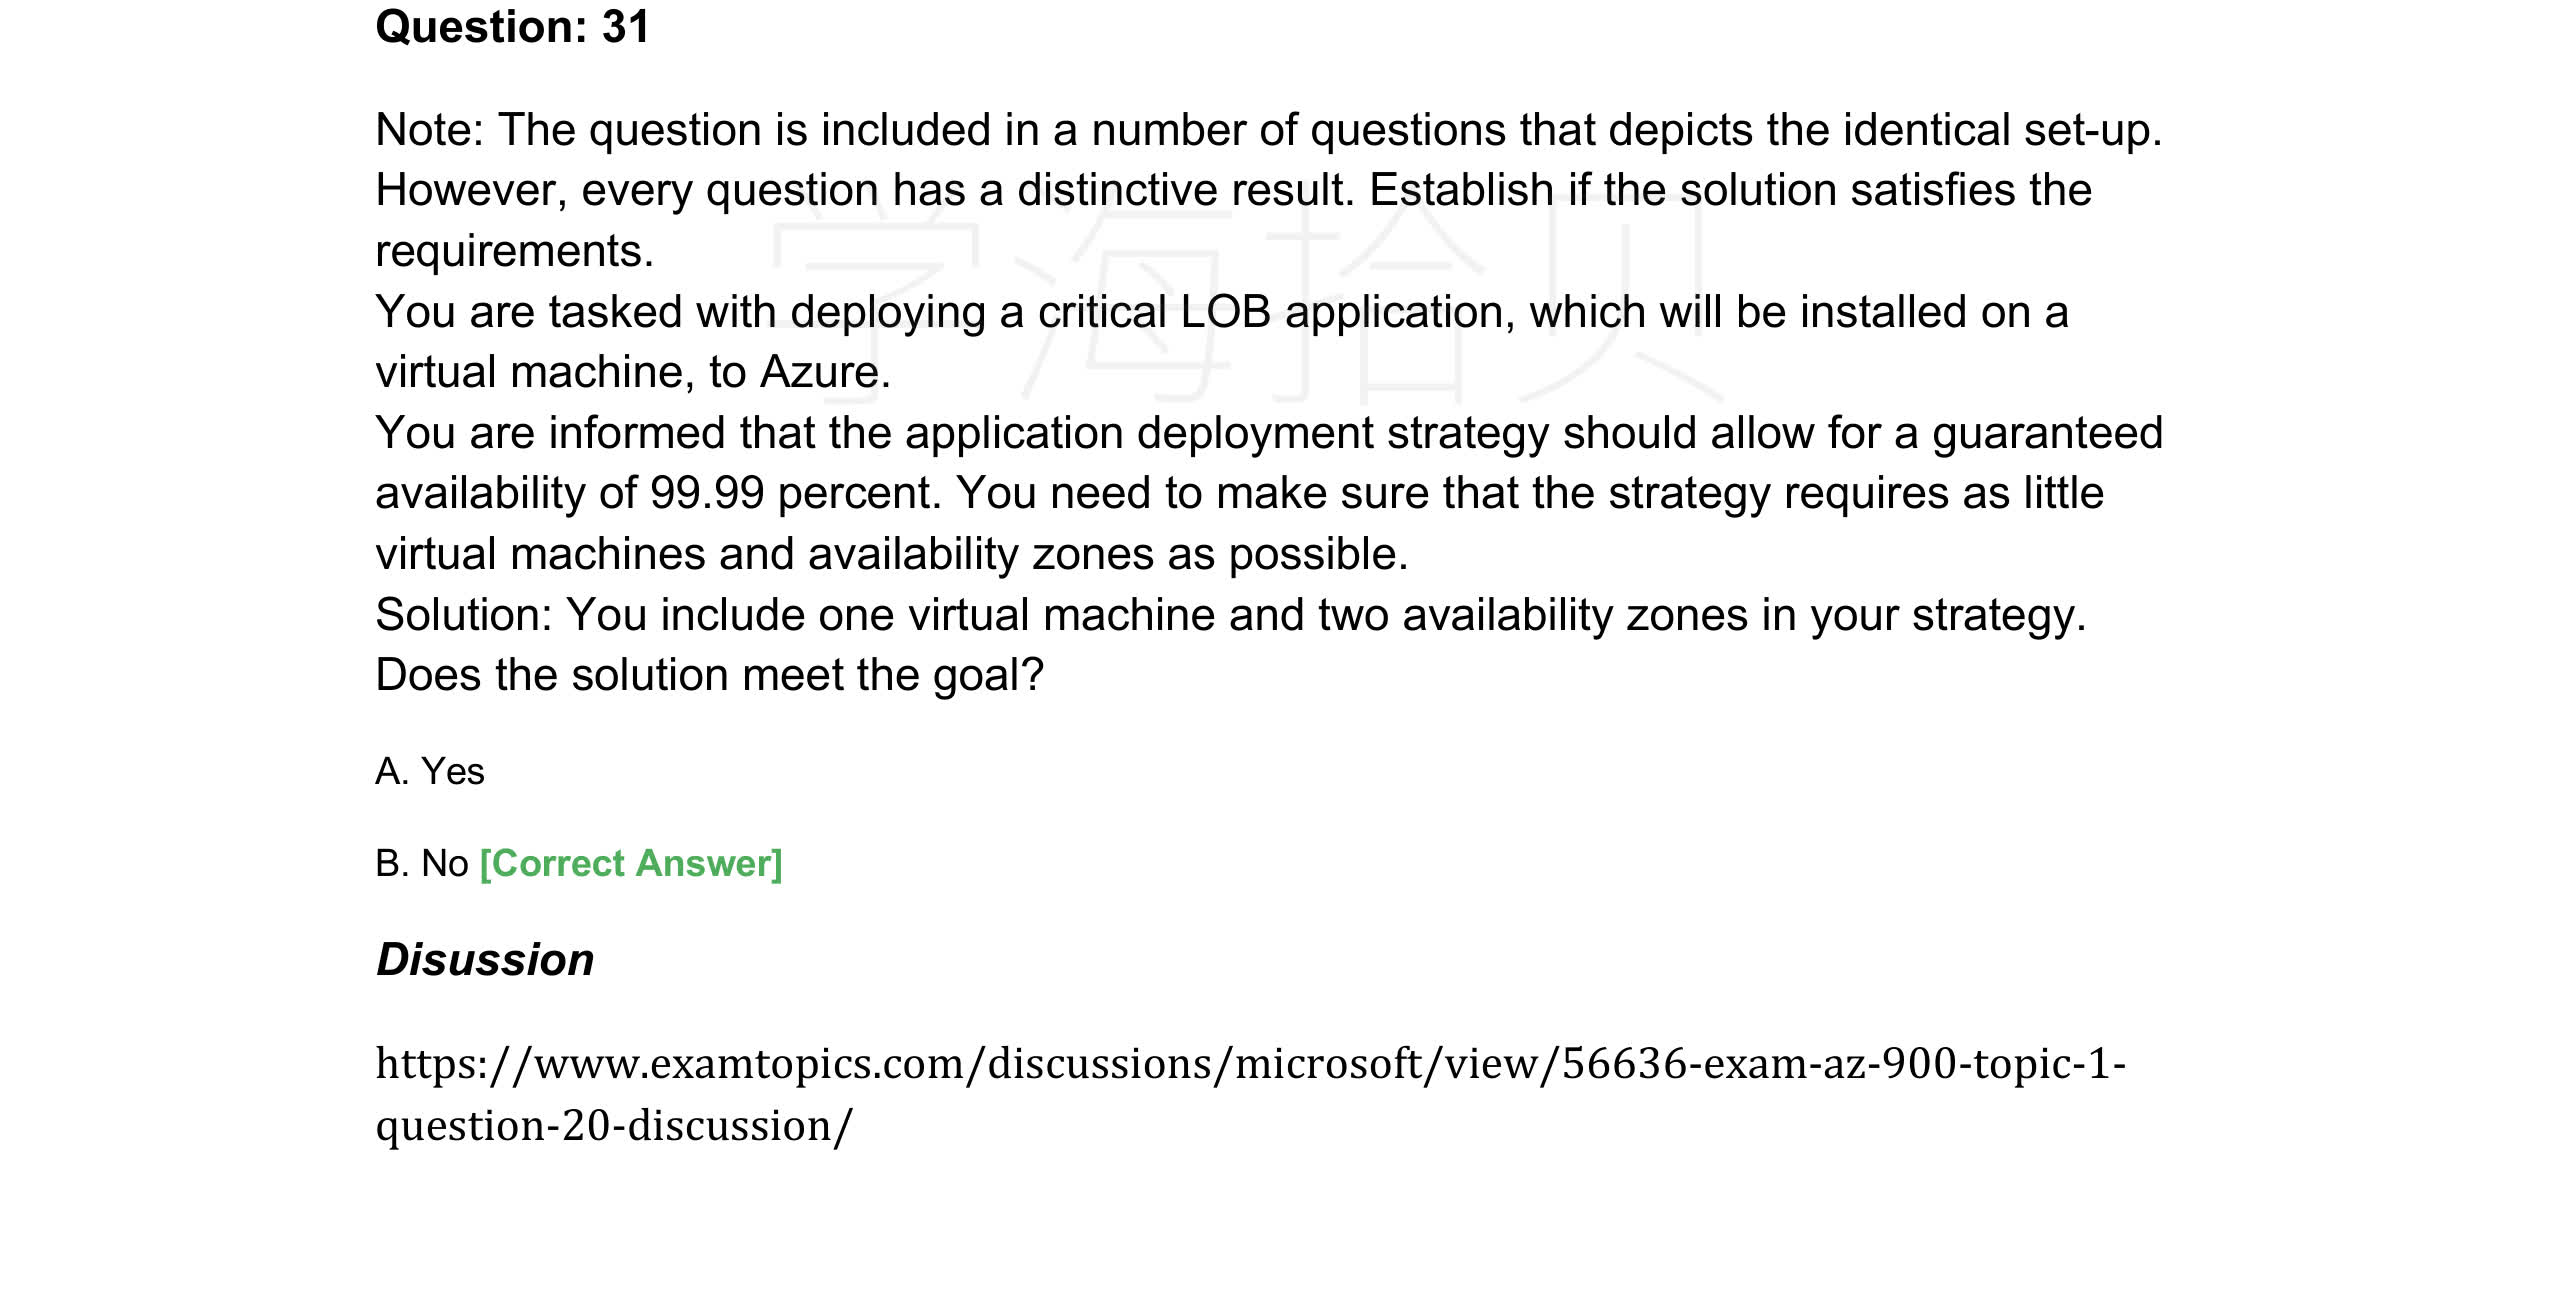 Question: 31
Note: The question is included in a number of questions that depicts the identical set-up.
However, every question has a distinctive result. Establish if the solution satisfies the
requirements.
学海拾贝
You are tasked with deploying a critical LOB application, which will be installed on a
virtual machine, to Azure.
You are informed that the application deployment strategy should allow for a guaranteed
availability of 99.99 percent. You need to make sure that the strategy requires as little
virtual machines and availability zones as possible.
Solution: You include one virtual machine and two availability zones in your strategy.
Does the solution meet the goal?
A. Yes
B. No [Correct Answer]
Disussion
https://www.examtopics.com/discussions/microsoft/view/56636-exam-az-900-topic-1-
question-20-discussion/